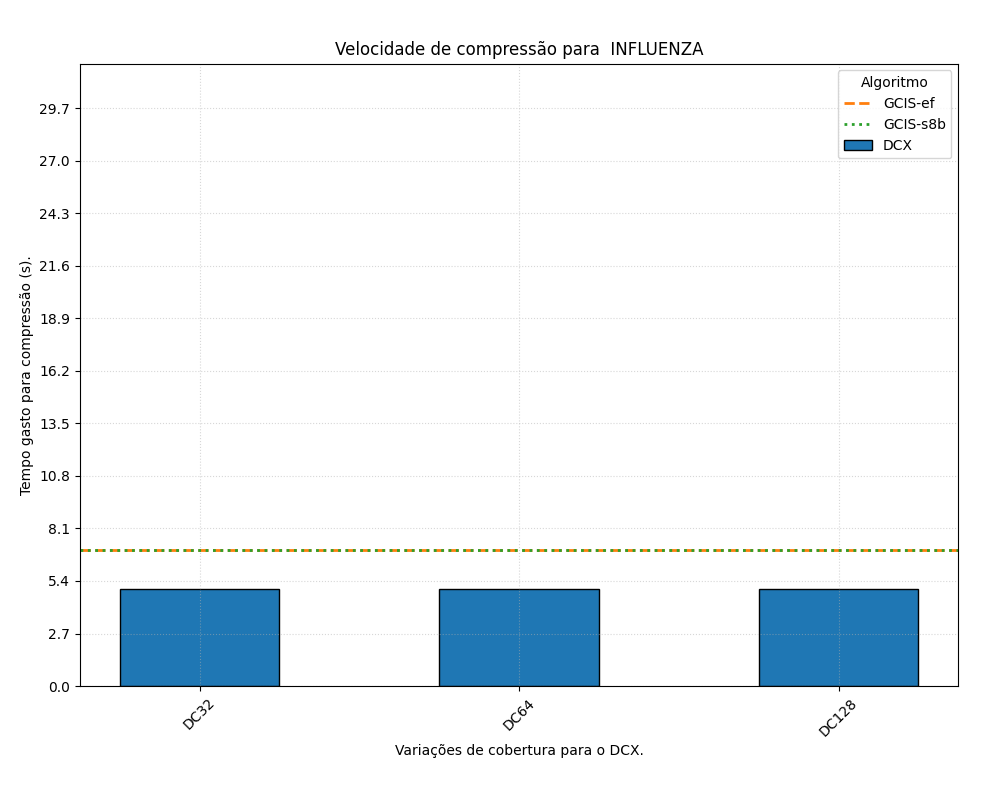 Velocidade de compressão para  INFLUENZA
Algoritmo
GCIS-ef
GCIS-s8b
DCX
Tempo gasto para compressão (s).
29.7
27.0
24.3
21.6
18.9
16.2
13.5
10.8
8.1
5.4
2.7
0.0
DC32
DC64
DC128
Variações de cobertura para o DCX.